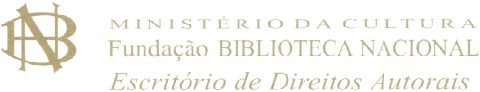 MINISTÉRIO DA CULTURA
Fundação BIBLIOTECA NACIONAL
Escritório de Direitos Autorais